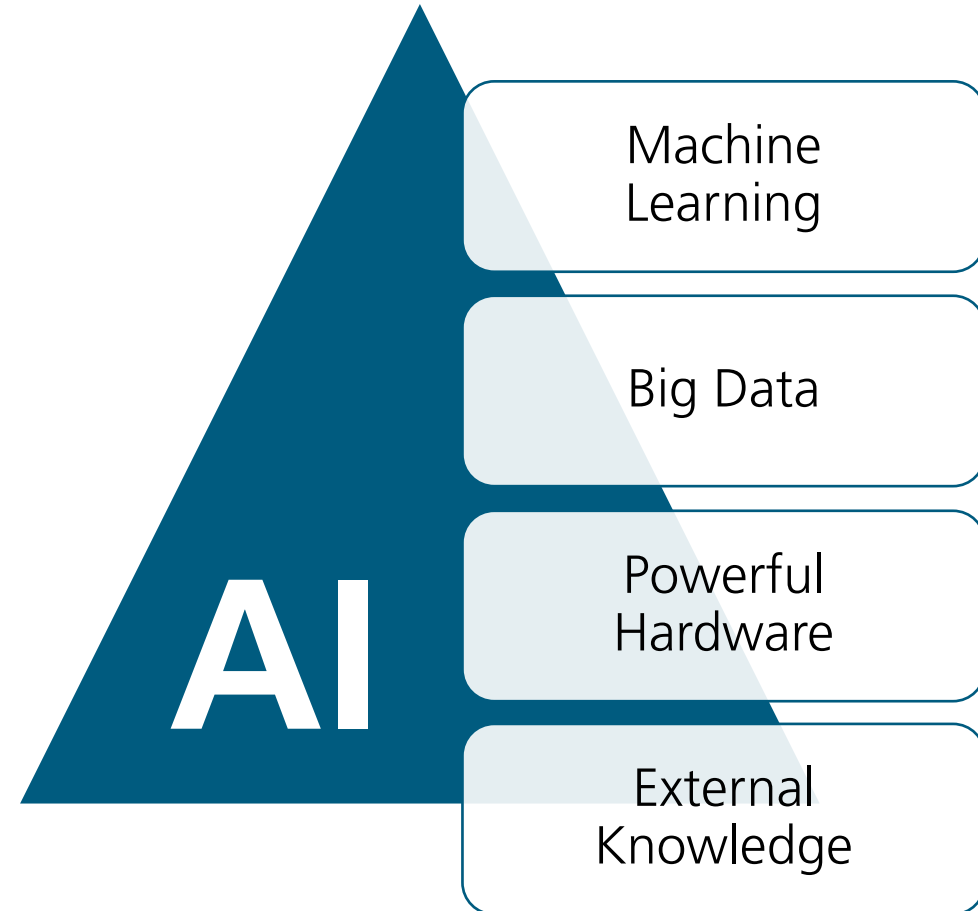 Machine
Learning
Big Data
Powerful
Hardware
AI
External
Knowledge